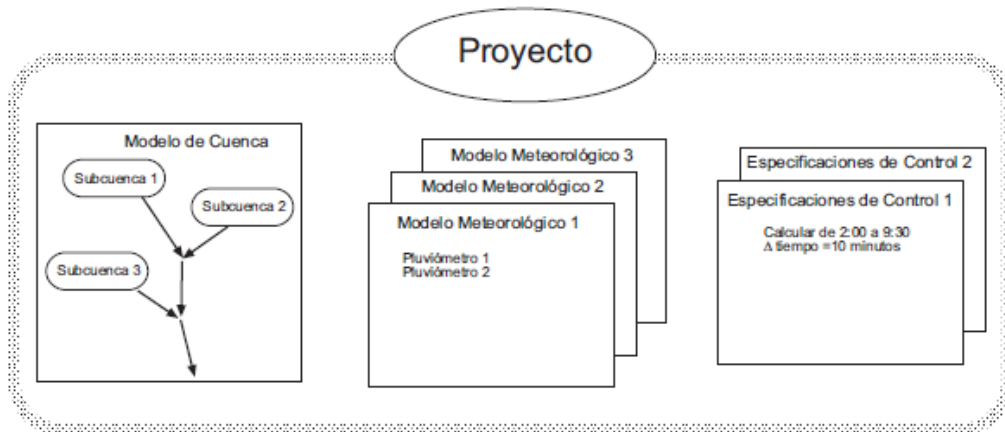 Proyecto
Modelo de Cuenca
Subcuenca 1
Subcuenca 2
Subcuenca 3
Modelo Meteorológico 3
Modelo Meteorológico 2
Modelo Meteorológico 1
Pluviómetro 1
Pluviómetro 2
Especificaciones de Control 2
Especificaciones de Control 1
Calcular de 2:00 a 9:30
Δ tiempo =10 minutos